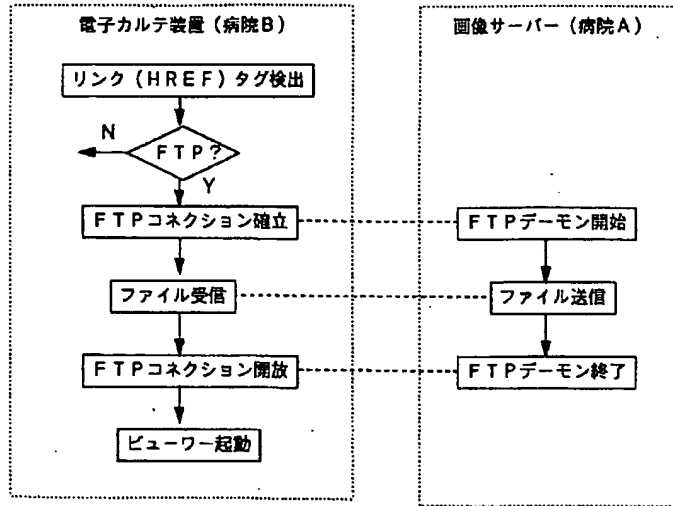 電子カルテ装置（病院B）
リンク（HREF）タグ検出
FTP？
N
Y
FTPコネクション確立
ファイル受信
FTPコネクション開放
ビューワー起動
画像サーバー（病院A）
FTPデーモン開始
ファイル送信
FTPデーモン終了